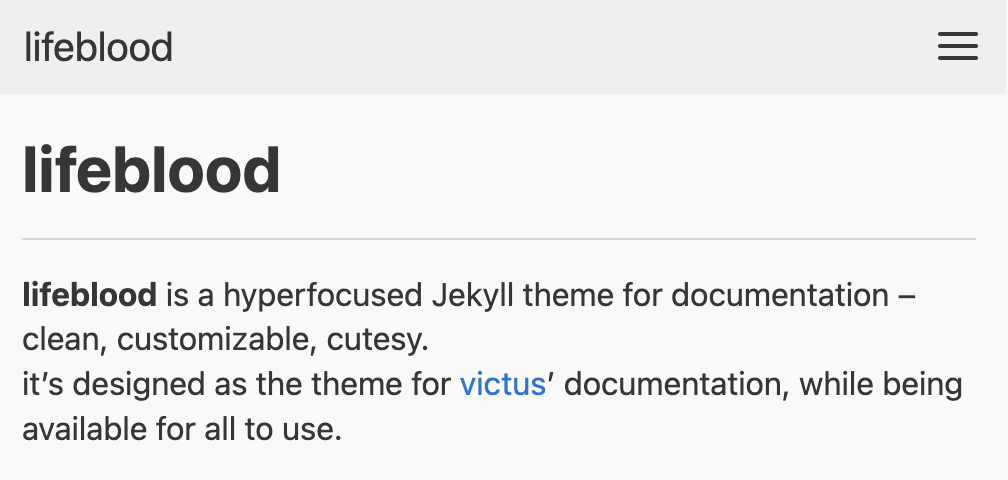 lifeblood
lifeblood
lifeblood is a hyperfocused Jekyll theme for documentation –
clean, customizable, cutesy.
it’s designed as the theme for victus’ documentation, while being
available for all to use.